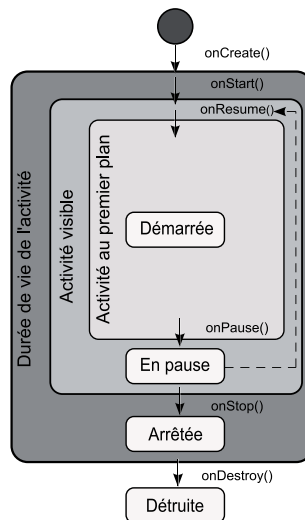 onCreate()
onStart()
onResume()
Durée de vie de l'activité
Activité visible
Activité au premier plan
Démarrée
onPause()
En pause
onStop()
Arrêtée
onDestroy()
Détruite